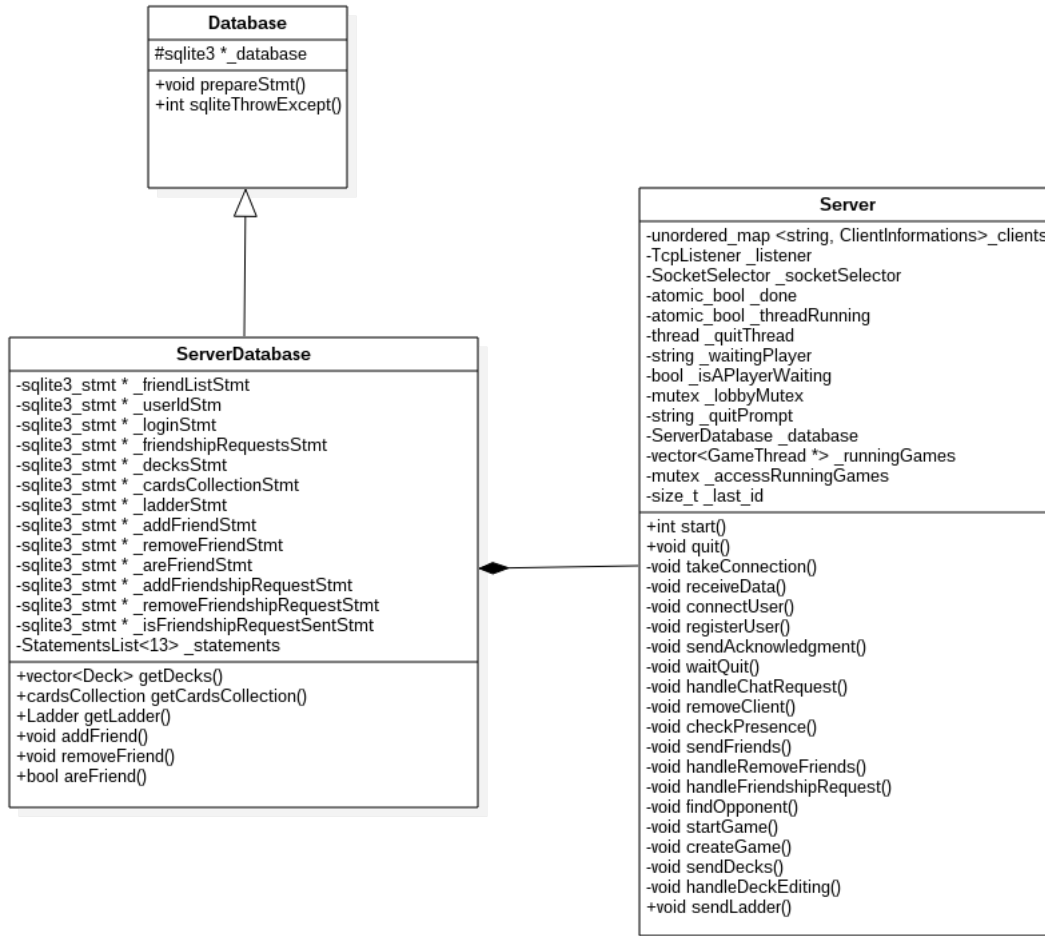 Database
#sqlite3 *_database
+void prepareStmt()
+int sqliteThrowExcept()
ServerDatabase
-sqlite3_stmt * _friendListStmt
-sqlite3_stmt * _userIdStm
-sqlite3_stmt * _loginStmt
-sqlite3_stmt * _friendshipRequestsStmt
-sqlite3_stmt * _decksStmt
-sqlite3_stmt * _cardsCollectionStmt
-sqlite3_stmt * _ladderStmt
-sqlite3_stmt * _addFriendStmt
-sqlite3_stmt * _removeFriendStmt
-sqlite3_stmt * _areFriendStmt
-sqlite3_stmt * _addFriendshipRequestStmt
-sqlite3_stmt * _removeFriendshipRequestStmt
-sqlite3_stmt * _isFriendshipRequestSentStmt
-StatementsList<13> _statements
+vector<Deck> getDecks()
+cardsCollection getCardsCollection()
+Ladder getLadder()
+void addFriend()
+void removeFriend()
+bool areFriend()
Server
-unordered_map <string, ClientInformations>_clients
-TcpListener _listener
-SocketSelector _socketSelector
-atomic_bool _done
-atomic_bool _threadRunning
-thread _quitThread
-string _waitingPlayer
-bool _isAPlayerWaiting
-mutex _lobbyMutex
-string _quitPrompt
-ServerDatabase _database
-vector<GameThread *> _runningGames
-mutex _accessRunningGames
-size_t _last_id
+int start()
+void quit()
-void takeConnection()
-void receiveData()
-void connectUser()
-void registerUser()
-void sendAcknowledgment()
-void waitQuit()
-void handleChatRequest()
-void removeClient()
-void checkPresence()
-void sendFriends()
-void handleRemoveFriends()
-void handleFriendshipRequest()
-void findOpponent()
-void startGame()
-void createGame()
-void sendDecks()
-void handleDeckEditing()
+void sendLadder()